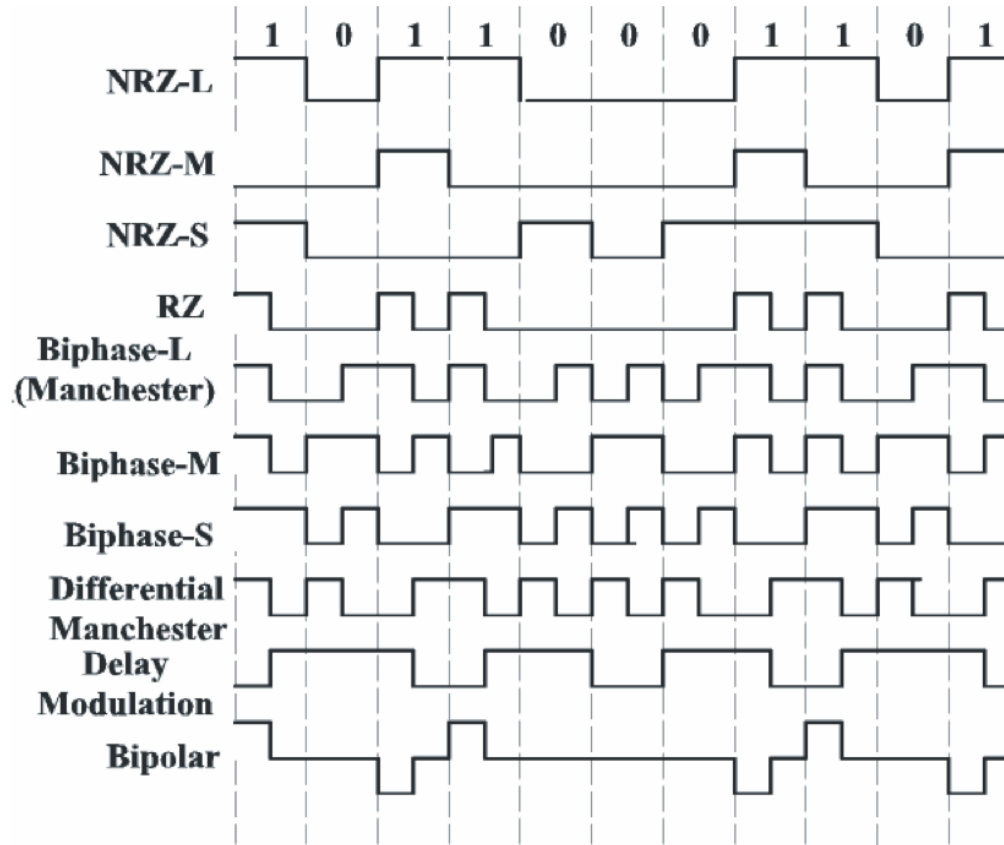 1 0 1 1 0 0 0 1 1 0 1
NRZ-L
NRZ-M
NRZ-S
RZ
Biphase-L
(Manchester)
Biphase-M
Biphase-S
Differential
Manchester
Delay
Modulation
Bipolar